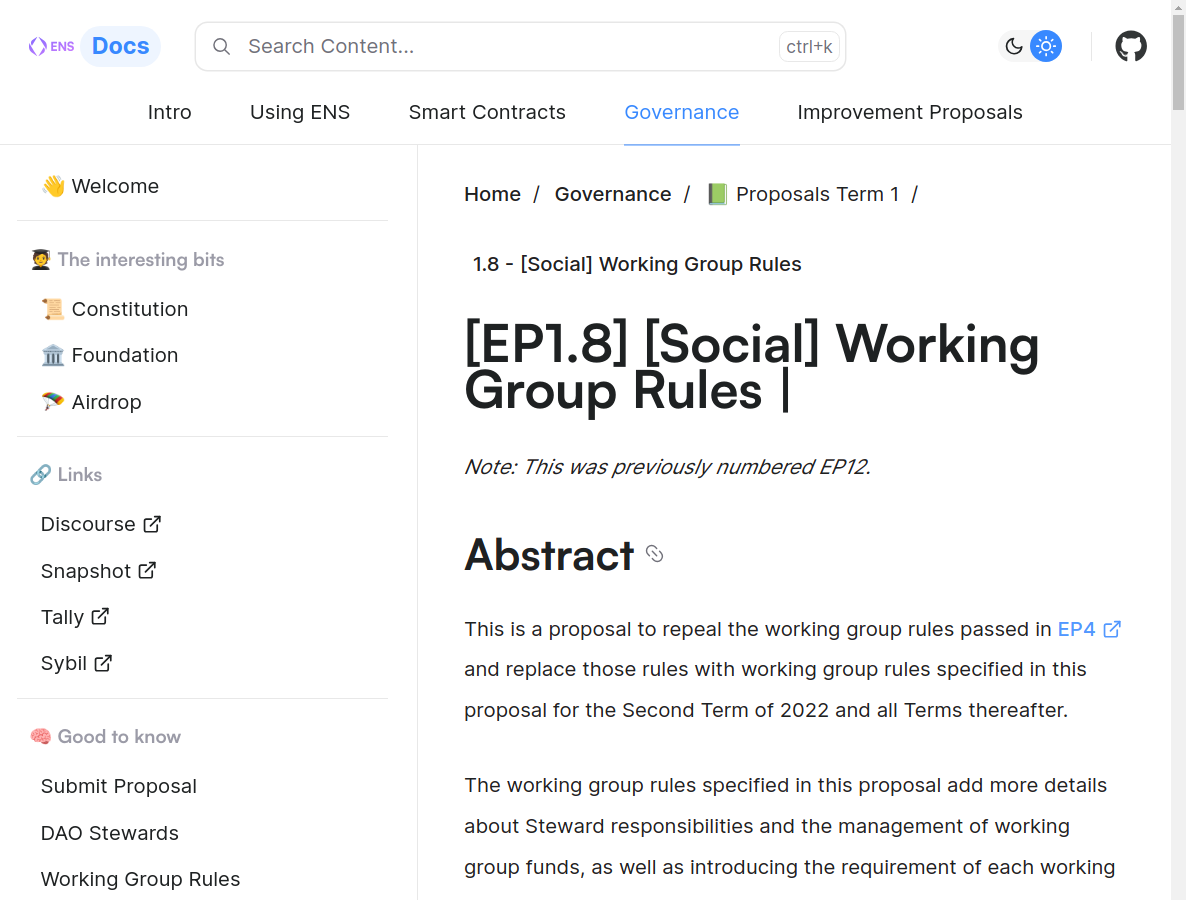 ENS Docs Search Content... ctrl+k
Intro Using ENS Smart Contracts Governance Improvement Proposals
👋 Welcome
🧑‍🎓 The interesting bits
📜 Constitution
🏛️ Foundation
🪂 Airdrop
🔗 Links
Discourse
Snapshot
Tally
Sybil
🧠 Good to know
Submit Proposal
DAO Stewards
Working Group Rules
Home / Governance / 📗 Proposals Term 1 /
1.8 - [Social] Working Group Rules
[EP1.8] [Social] Working
Group Rules |
Note: This was previously numbered EP12.
Abstract
This is a proposal to repeal the working group rules passed in EP4
and replace those rules with working group rules specified in this
proposal for the Second Term of 2022 and all Terms thereafter.
The working group rules specified in this proposal add more details
about Steward responsibilities and the management of working
group funds, as well as introducing the requirement of each working